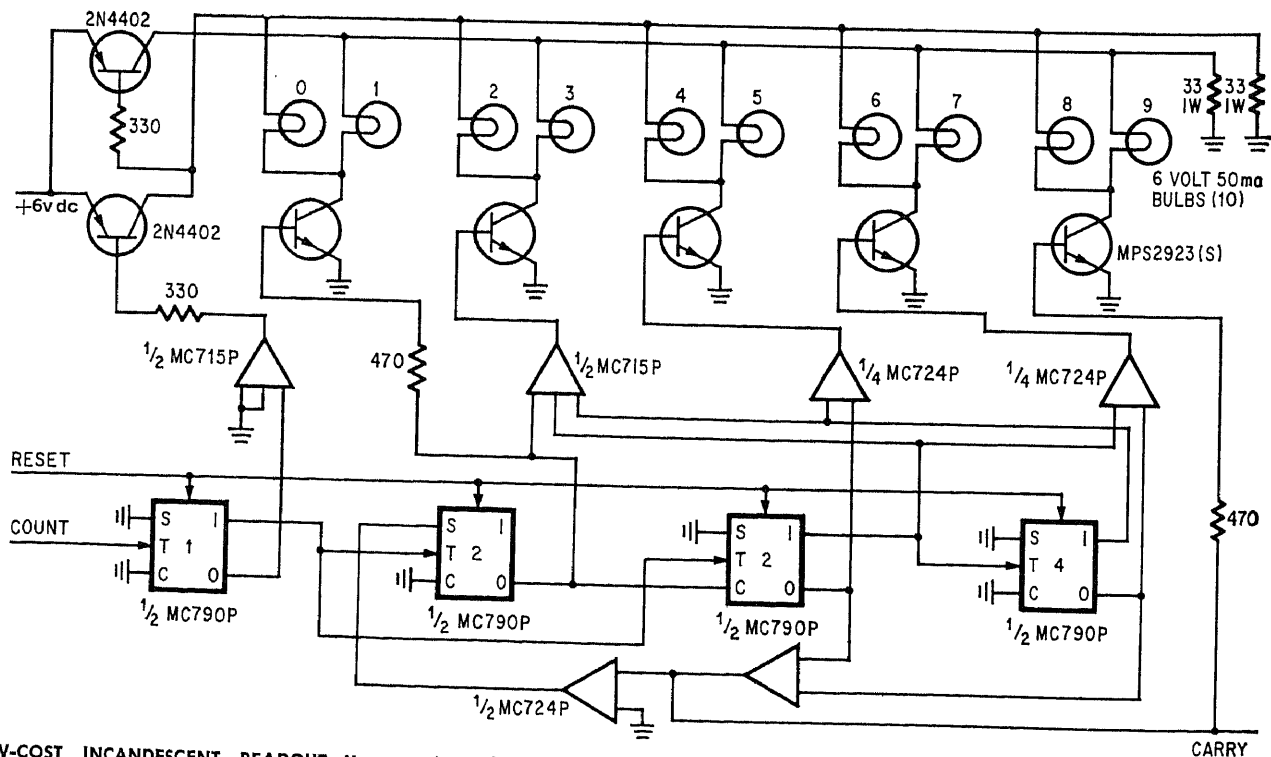 2N4402
330
+6v dc
2N4402
330
0
1
2
3
4
5
6
7
8
9
33
1W
33
1W
6 VOLT 50ma
BULBS (10)
MPS2923(S)
1/2 MC715P
470
1/2 MC715P
1/4 MC724P
1/4 MC724P
470
RESET
COUNT
S 1
T 1
C 0
1/2 MC790P
S 1
T 2
C 0
1/2 MC790P
S 1
T 2
C 0
1/2 MC790P
S 1
T 4
C 0
1/2 MC790P
1/2 MC724P
CARRY
W-COST INCANDESCENT READOUT